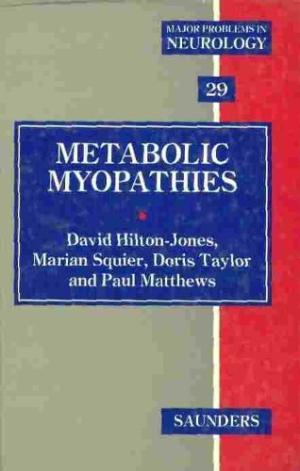 MAJOR PROBLEMS IN
NEUROLOGY
29
METABOLIC
MYOPATHIES
David Hilton-Jones,
Marian Squier, Doris Taylor
and Paul Matthews
SAUNDERS